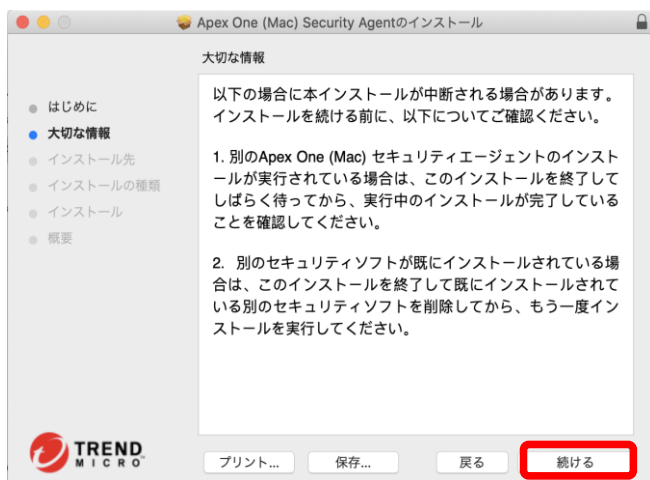 Apex One (Mac) Security Agentのインストール
大切な情報
はじめに
大切な情報
インストール先
インストールの種類
インストール
概要
以下の場合に本インストールが中断される場合があります。
インストールを続ける前に、以下についてご確認ください。
1. 別のApex One (Mac) セキュリティエージェントのインスト
ールが実行されている場合は、このインストールを終了して
しばらく待ってから、実行中のインストールが完了している
ことを確認してください。
2. 別のセキュリティソフトが既にインストールされている場
合は、このインストールを終了して既にインストールされて
いる別のセキュリティソフトを削除してから、もう一度イン
ストールを実行してください。
TREND
MICRO™
プリント...
保存...
戻る
続ける